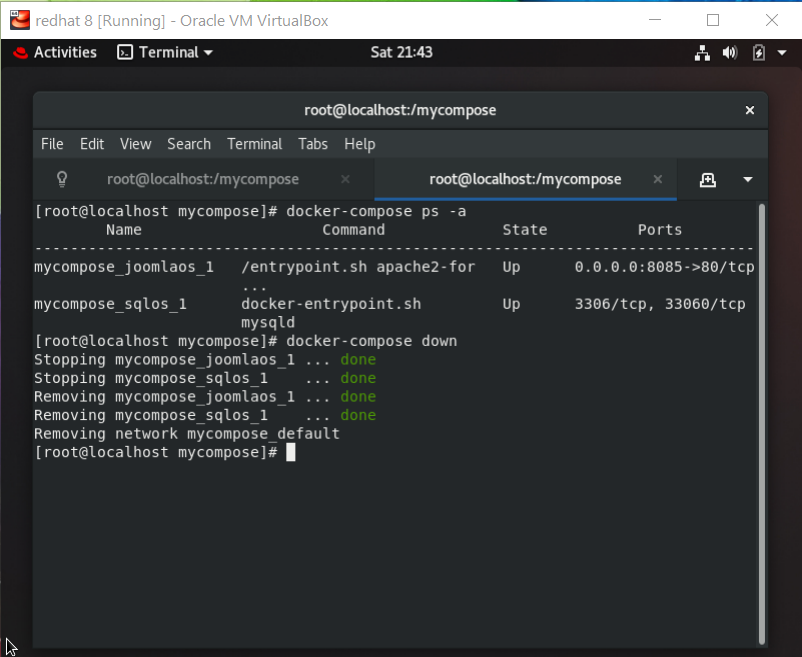 redhat 8 [Running] - Oracle VM VirtualBox
Activities Terminal Sat 21:43
root@localhost:/mycompose
File Edit View Search Terminal Tabs Help
root@localhost:/mycompose root@localhost:/mycompose
[root@localhost mycompose]# docker-compose ps -a
Name Command State Ports
--------------------------------------------------------------------------------
mycompose_joomlaos_1 /entrypoint.sh apache2-for Up 0.0.0.0:8085->80/tcp
...
mycompose_sqlos_1 docker-entrypoint.sh Up 3306/tcp, 33060/tcp
mysqld
[root@localhost mycompose]# docker-compose down
Stopping mycompose_joomlaos_1 ... done
Stopping mycompose_sqlos_1 ... done
Removing mycompose_joomlaos_1 ... done
Removing mycompose_sqlos_1 ... done
Removing network mycompose_default
[root@localhost mycompose]#